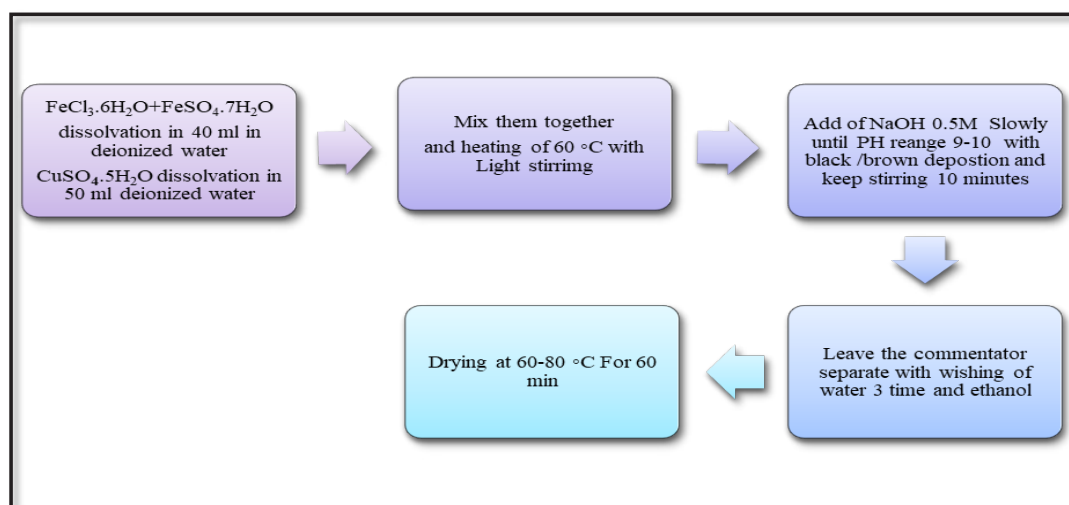 FeCl₃.6H₂O+FeSO₄.7H₂O
dissolvation in 40 ml in
deionized water
CuSO₄.5H₂O dissolvation in
50 ml deionized water
Mix them together
and heating of 60 ◦C with
Light stirrimg
Add of NaOH 0.5M Slowly
until PH reange 9-10 with
black /brown depostion and
keep stirring 10 minutes
Leave the commentator
separate with wishing of
water 3 time and ethanol
Drying at 60-80 ◦C For 60
min